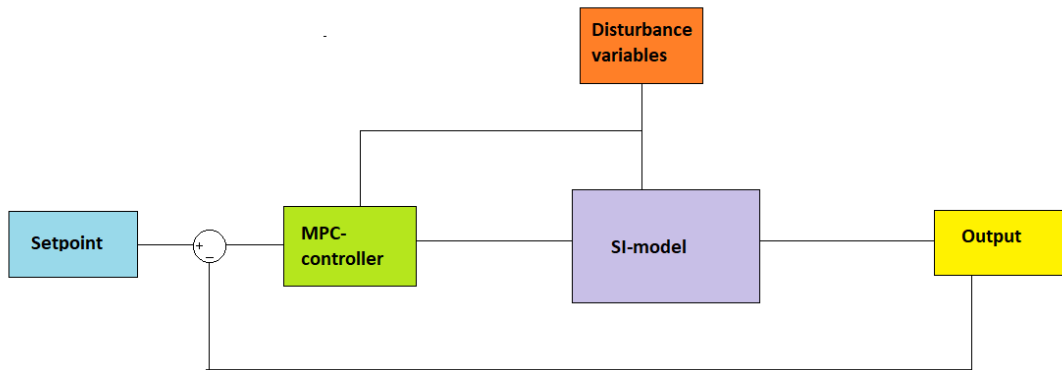 Disturbance
variables
Setpoint
+
−
MPC-
controller
SI-model
Output